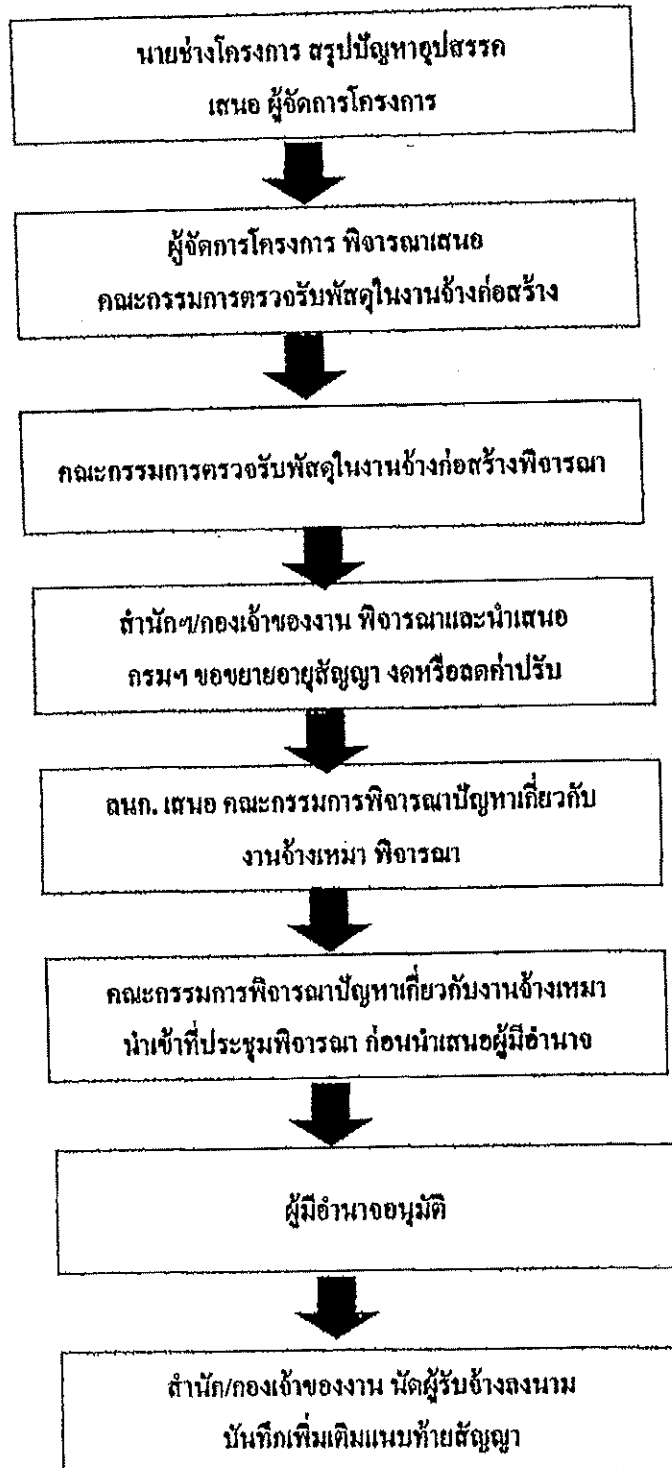 นายช่างโครงการ สรุปปัญหาอุปสรรค
เสนอ ผู้จัดการโครงการ
ผู้จัดการโครงการ พิจารณาเสนอ
คณะกรรมการตรวจรับพัสดุในงานจ้างก่อสร้าง
คณะกรรมการตรวจรับพัสดุในงานจ้างก่อสร้างพิจารณา
สำนักฯ/กองเจ้าของงาน พิจารณาและนำเสนอ
กรมฯ ขอขยายอายุสัญญา งดหรือลดค่าปรับ
สนก. เสนอ คณะกรรมการพิจารณาปัญหาเกี่ยวกับ
งานจ้างเหมา พิจารณา
คณะกรรมการพิจารณาปัญหาเกี่ยวกับงานจ้างเหมา
นำเข้าที่ประชุมพิจารณา ก่อนนำเสนอผู้มีอำนาจ
ผู้มีอำนาจอนุมัติ
สำนัก/กองเจ้าของงาน นัดผู้รับจ้างลงนาม
บันทึกเพิ่มเติมแนบท้ายสัญญา